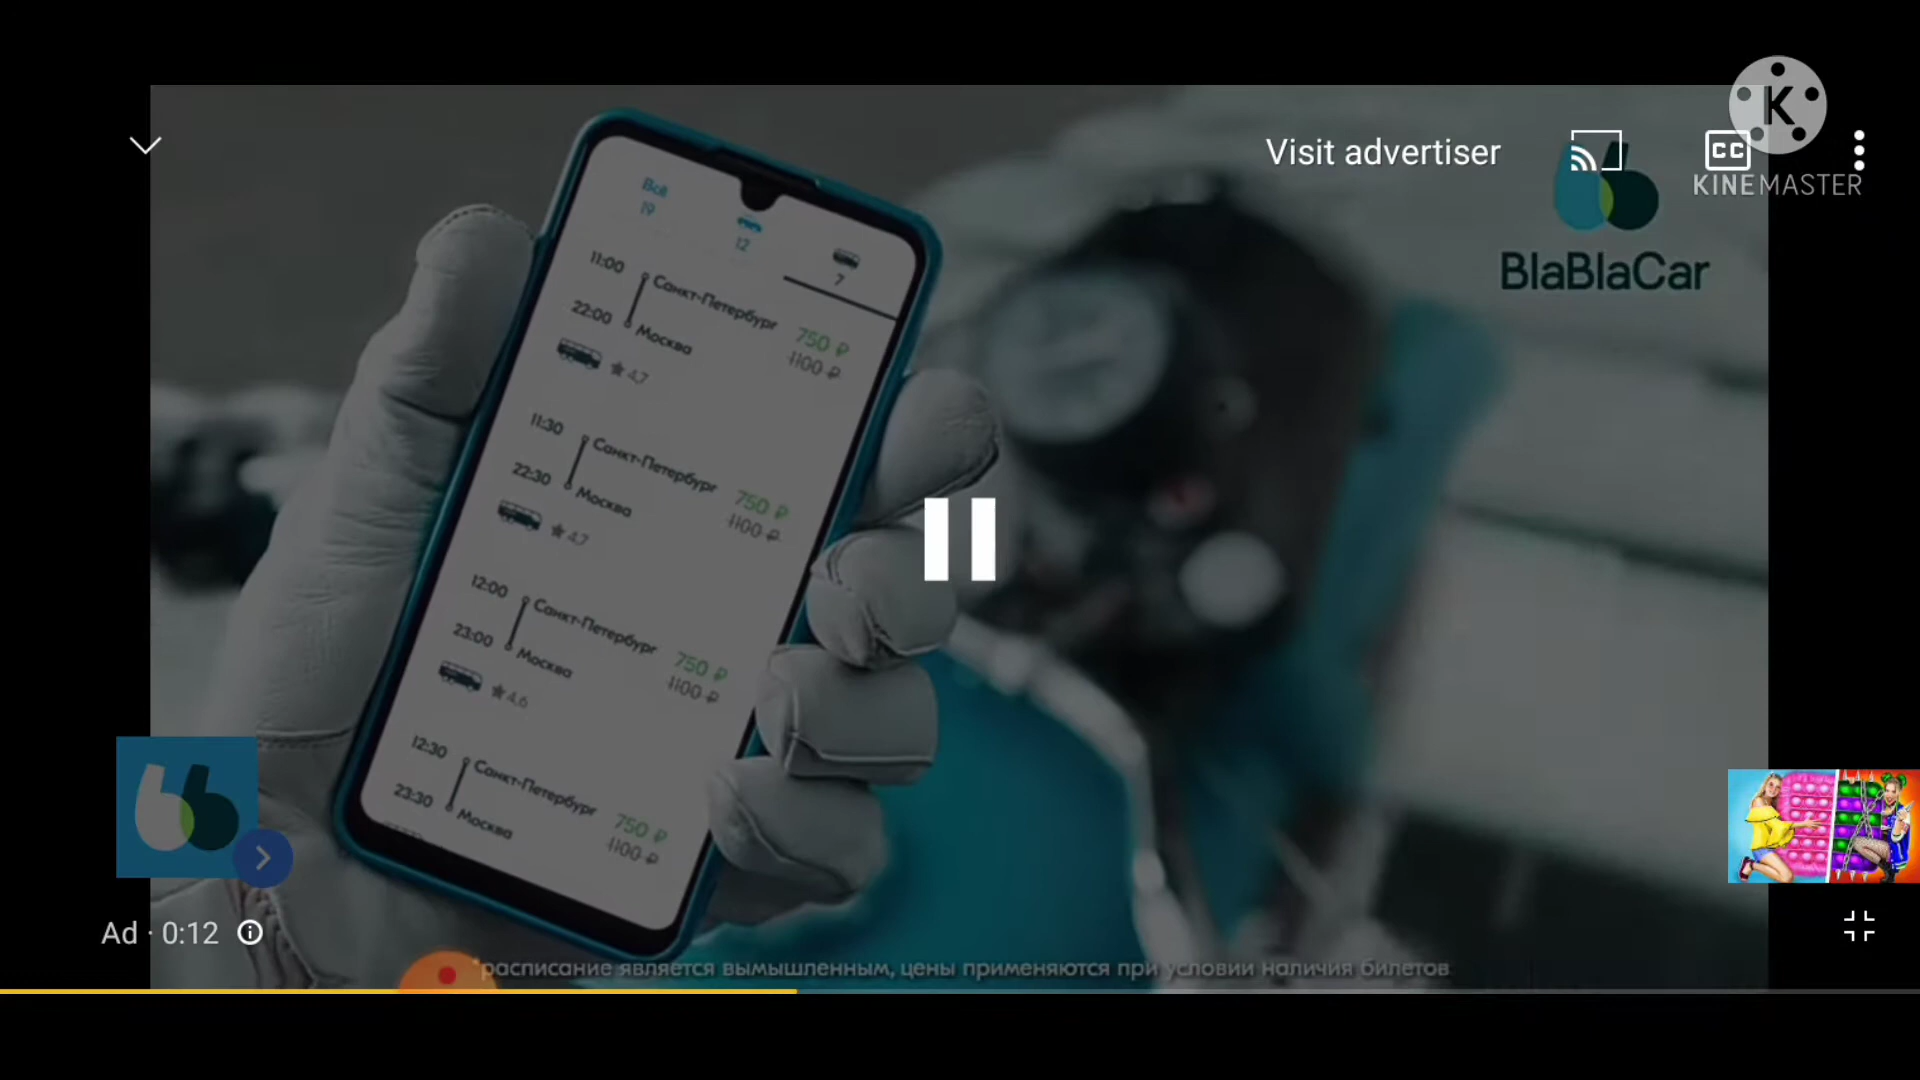 Visit advertiser
CC
K
KINEMASTER
BlaBlaCar
Всё
19
12
7
11:00 Санкт-Петербург 750 ₽
22:00 Москва 1100 ₽
★ 4,7
11:30 Санкт-Петербург 750 ₽
22:30 Москва 1100 ₽
★ 4,7
12:00 Санкт-Петербург 750 ₽
23:00 Москва 1100 ₽
★ 4,6
12:30 Санкт-Петербург 750 ₽
23:30 Москва 1100 ₽
Ad · 0:12
*расписание является вымышленным, цены применяются при условии наличия билетов